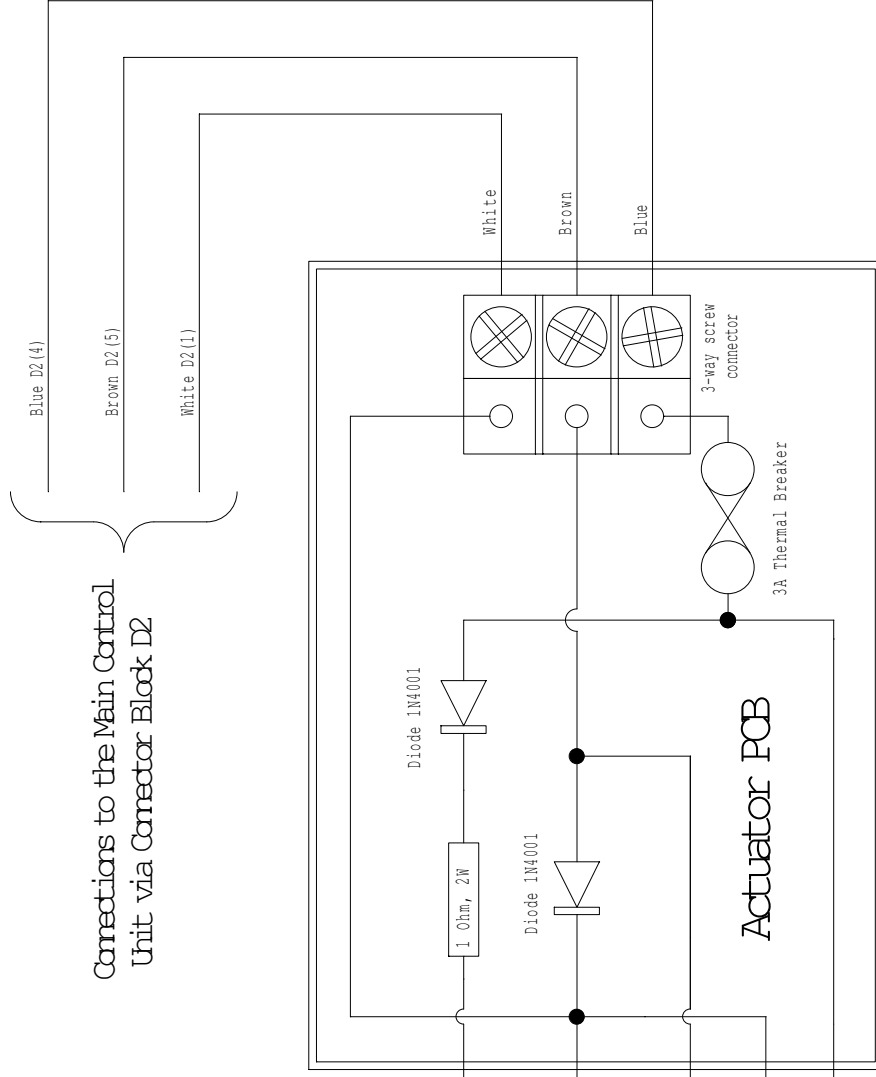 Blue D2(4)
Brown D2(5)
White D2(1)
Connections to the Main Control
Unit via Connector Block D2
White
Brown
Blue
3-way screw
connector
3A Thermal Breaker
Diode 1N4001
1 Ohm, 2W
Diode 1N4001
Actuator PCB